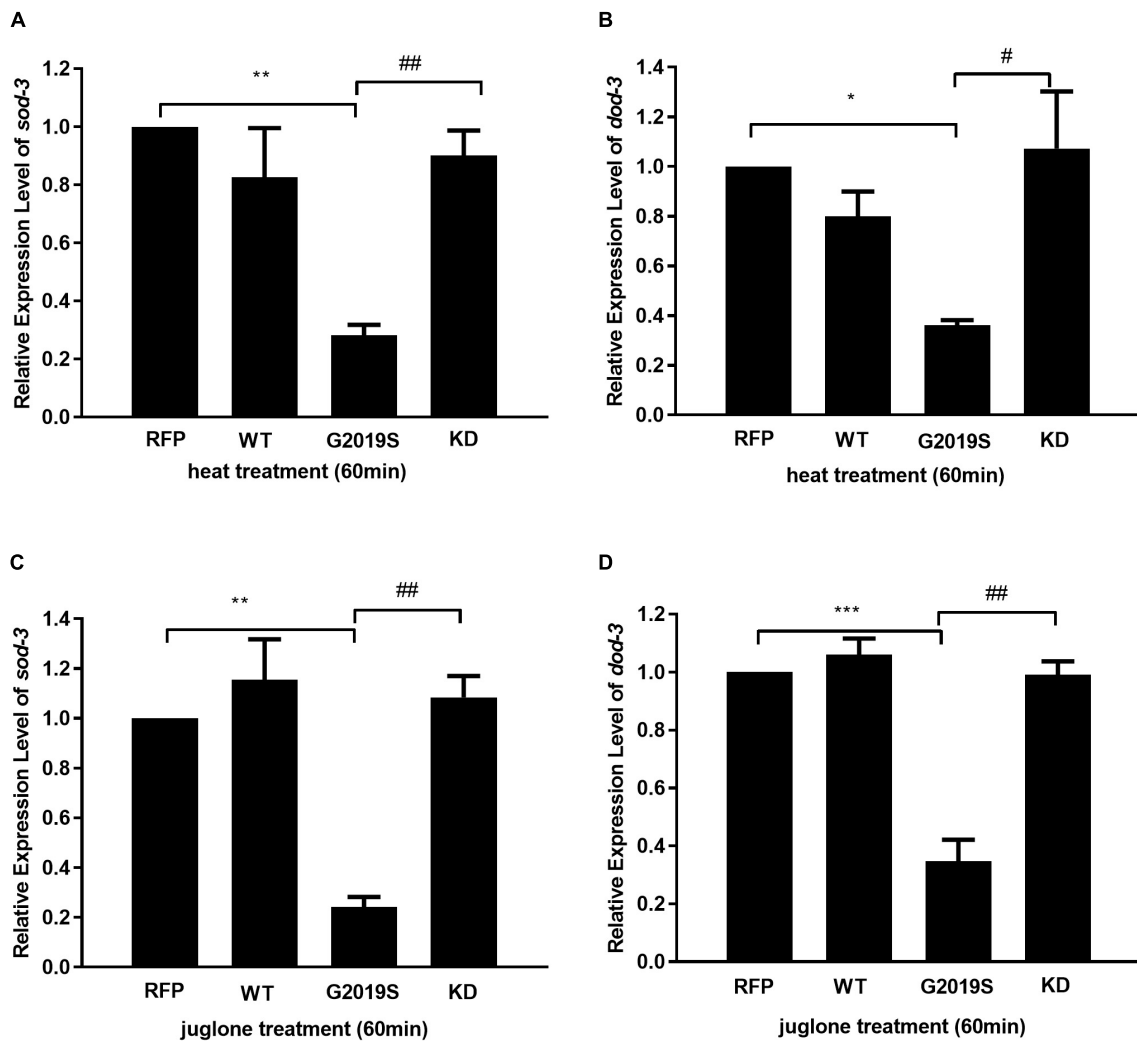 A
Relative Expression Level of sod-3
1.2
1.0
0.8
0.6
0.4
0.2
0.0
**
##
RFP WT G2019S KD
heat treatment (60min)
B
Relative Expression Level of dod-3
1.4
1.2
1.0
0.8
0.6
0.4
0.2
0.0
*
#
RFP WT G2019S KD
heat treatment (60min)
C
Relative Expression Level of sod-3
1.4
1.2
1.0
0.8
0.6
0.4
0.2
0.0
**
##
RFP WT G2019S KD
juglone treatment (60min)
D
Relative Expression Level of dod-3
1.2
1.0
0.8
0.6
0.4
0.2
0.0
***
##
RFP WT G2019S KD
juglone treatment (60min)